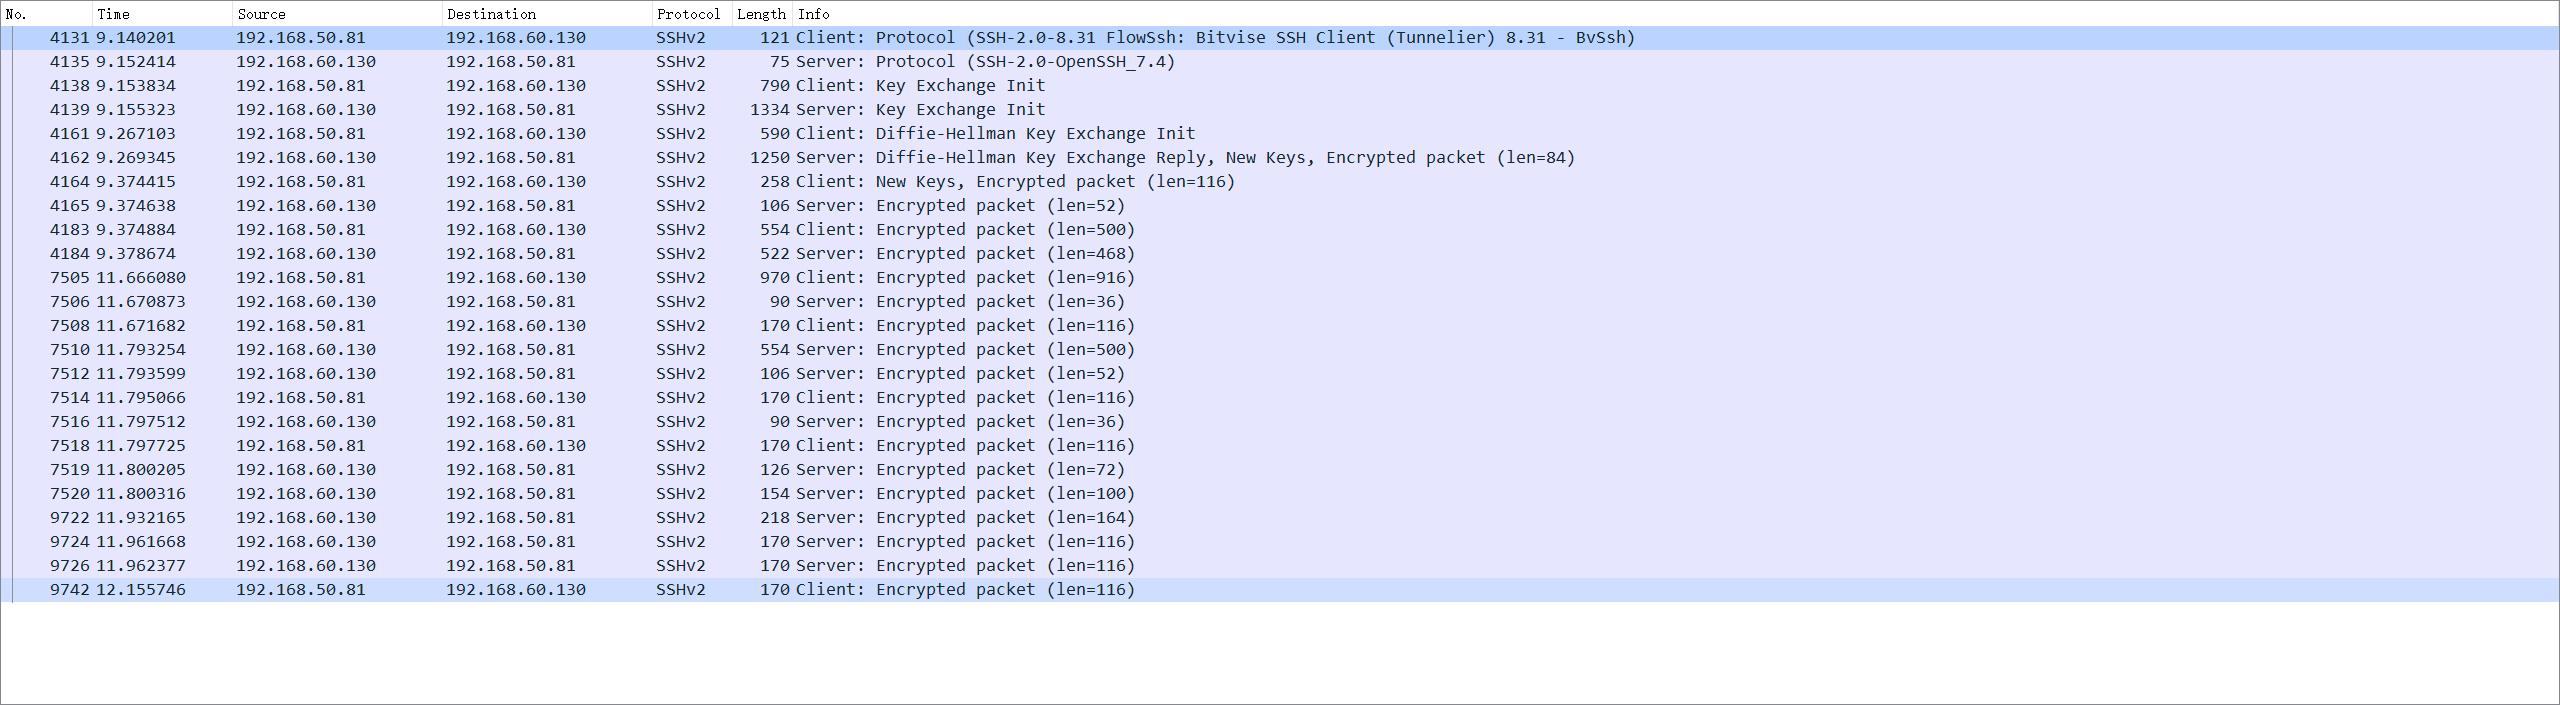 No. Time Source Destination Protocol Length Info
4131 9.140201 192.168.50.81 192.168.60.130 SSHv2 121 Client: Protocol (SSH-2.0-8.31 FlowSsh: Bitvise SSH Client (Tunnelier) 8.31 - BvSsh)
4135 9.152414 192.168.60.130 192.168.50.81 SSHv2 75 Server: Protocol (SSH-2.0-OpenSSH_7.4)
4138 9.153834 192.168.50.81 192.168.60.130 SSHv2 790 Client: Key Exchange Init
4139 9.155323 192.168.60.130 192.168.50.81 SSHv2 1334 Server: Key Exchange Init
4161 9.267103 192.168.50.81 192.168.60.130 SSHv2 590 Client: Diffie-Hellman Key Exchange Init
4162 9.269345 192.168.60.130 192.168.50.81 SSHv2 1250 Server: Diffie-Hellman Key Exchange Reply, New Keys, Encrypted packet (len=84)
4164 9.374415 192.168.50.81 192.168.60.130 SSHv2 258 Client: New Keys, Encrypted packet (len=116)
4165 9.374638 192.168.60.130 192.168.50.81 SSHv2 106 Server: Encrypted packet (len=52)
4183 9.374884 192.168.50.81 192.168.60.130 SSHv2 554 Client: Encrypted packet (len=500)
4184 9.378674 192.168.60.130 192.168.50.81 SSHv2 522 Server: Encrypted packet (len=468)
7505 11.666080 192.168.50.81 192.168.60.130 SSHv2 970 Client: Encrypted packet (len=916)
7506 11.670873 192.168.60.130 192.168.50.81 SSHv2 90 Server: Encrypted packet (len=36)
7508 11.671682 192.168.50.81 192.168.60.130 SSHv2 170 Client: Encrypted packet (len=116)
7510 11.793254 192.168.60.130 192.168.50.81 SSHv2 554 Server: Encrypted packet (len=500)
7512 11.793599 192.168.60.130 192.168.50.81 SSHv2 106 Server: Encrypted packet (len=52)
7514 11.795066 192.168.50.81 192.168.60.130 SSHv2 170 Client: Encrypted packet (len=116)
7516 11.797512 192.168.60.130 192.168.50.81 SSHv2 90 Server: Encrypted packet (len=36)
7518 11.797725 192.168.50.81 192.168.60.130 SSHv2 170 Client: Encrypted packet (len=116)
7519 11.800205 192.168.60.130 192.168.50.81 SSHv2 126 Server: Encrypted packet (len=72)
7520 11.800316 192.168.60.130 192.168.50.81 SSHv2 154 Server: Encrypted packet (len=100)
9722 11.932165 192.168.60.130 192.168.50.81 SSHv2 218 Server: Encrypted packet (len=164)
9724 11.961668 192.168.60.130 192.168.50.81 SSHv2 170 Server: Encrypted packet (len=116)
9726 11.962377 192.168.60.130 192.168.50.81 SSHv2 170 Server: Encrypted packet (len=116)
9742 12.155746 192.168.50.81 192.168.60.130 SSHv2 170 Client: Encrypted packet (len=116)